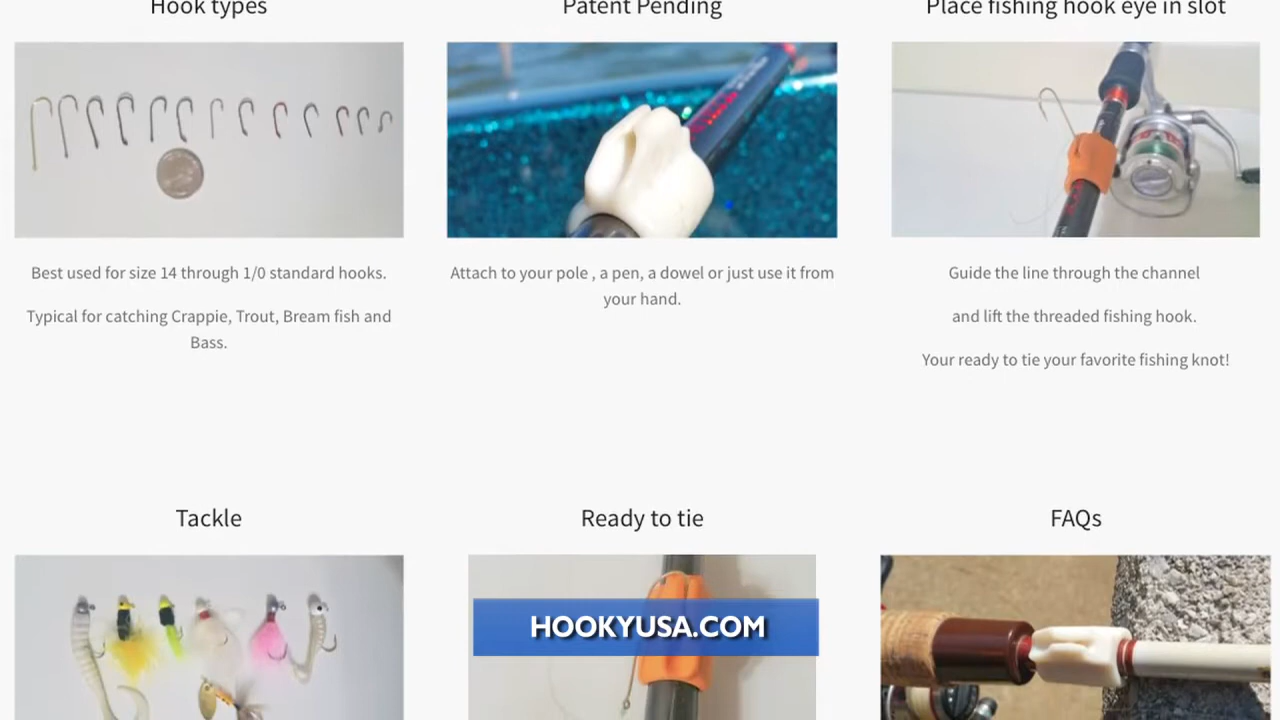 Hook types
Patent Pending
Place fishing hook eye in slot
Best used for size 14 through 1/0 standard hooks.
Typical for catching Crappie, Trout, Bream fish and
Bass.
Attach to your pole , a pen, a dowel or just use it from
your hand.
Guide the line through the channel
and lift the threaded fishing hook.
Your ready to tie your favorite fishing knot!
Tackle
Ready to tie
FAQs
HOOKYUSA.COM